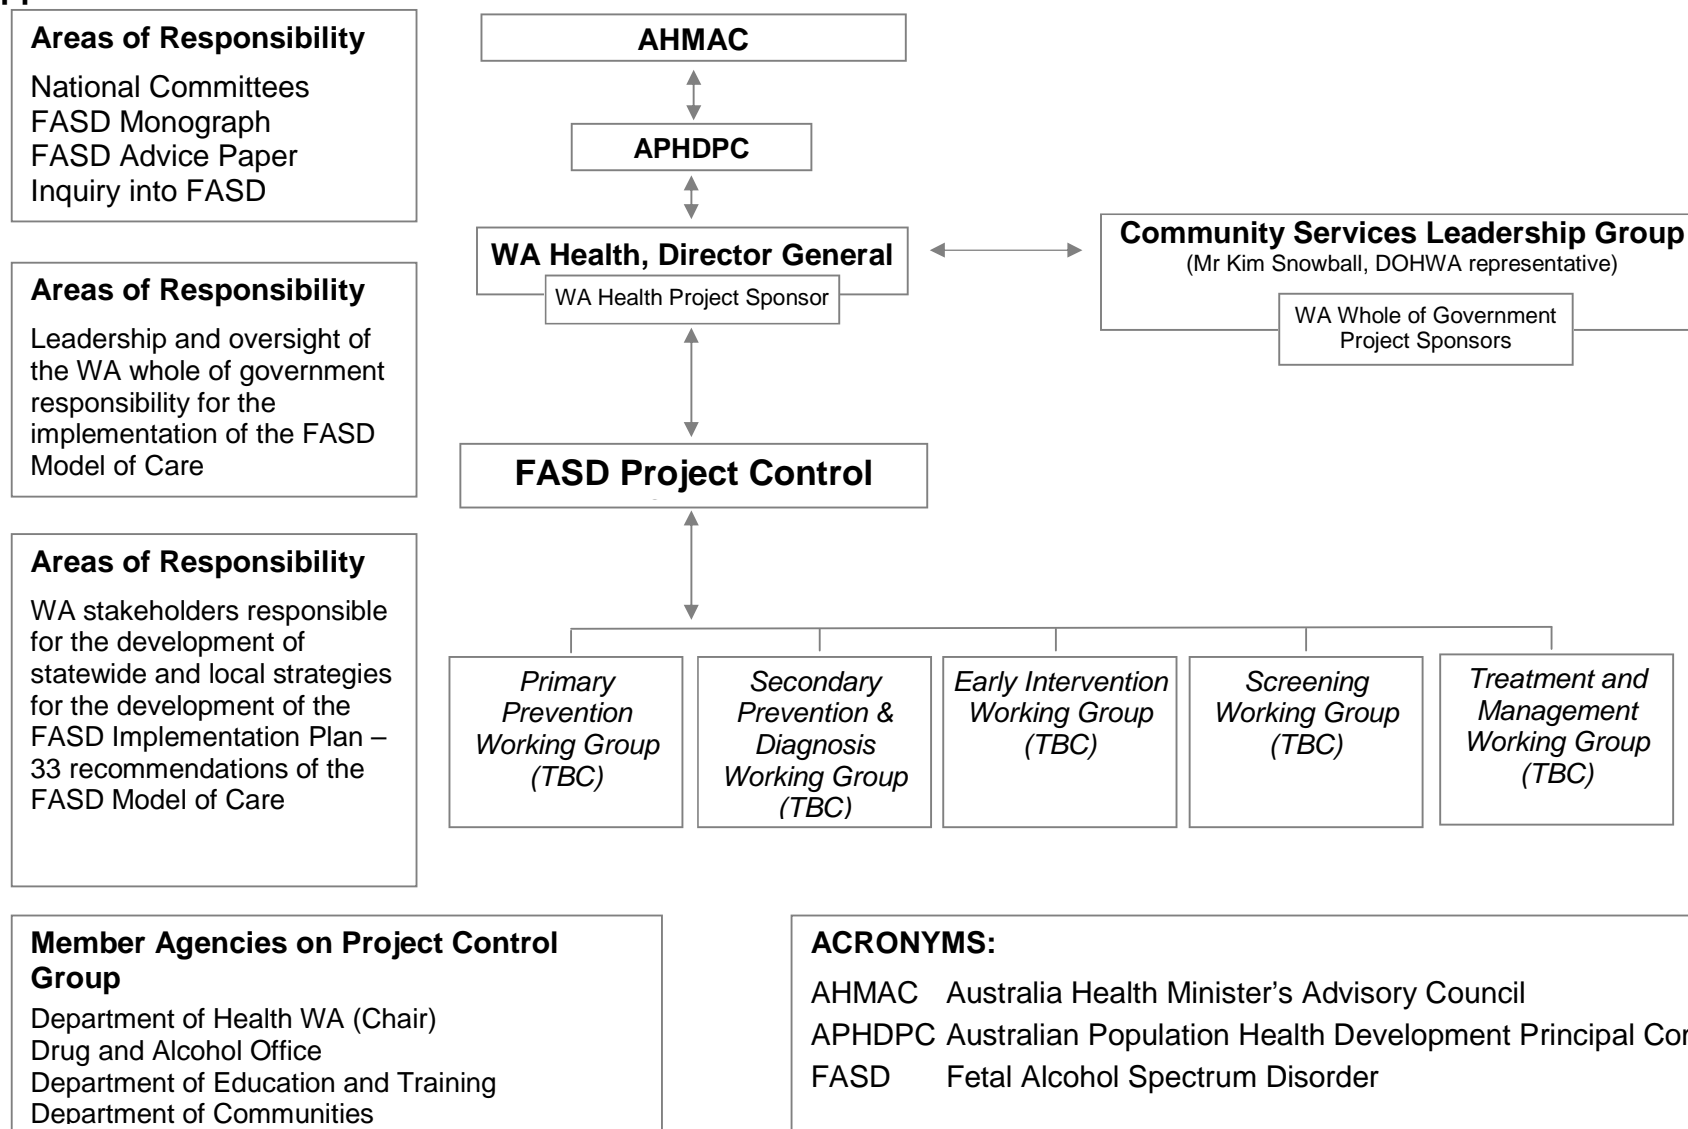 Areas of Responsibility
National Committees
FASD Monograph
FASD Advice Paper
Inquiry into FASD
AHMAC
APHDPC
WA Health, Director General
WA Health Project Sponsor
Community Services Leadership Group
(Mr Kim Snowball, DOHWA representative)
WA Whole of Government
Project Sponsors
Areas of Responsibility
Leadership and oversight of
the WA whole of government
responsibility for the
implementation of the FASD
Model of Care
FASD Project Control
Areas of Responsibility
WA stakeholders responsible
for the development of
statewide and local strategies
for the development of the
FASD Implementation Plan –
33 recommendations of the
FASD Model of Care
Primary
Prevention
Working Group
(TBC)
Secondary
Prevention &
Diagnosis
Working Group
(TBC)
Early Intervention
Working Group
(TBC)
Screening
Working Group
(TBC)
Treatment and
Management
Working Group
(TBC)
Member Agencies on Project Control
Group
Department of Health WA (Chair)
Drug and Alcohol Office
Department of Education and Training
Department of Communities
ACRONYMS:
AHMAC Australia Health Minister’s Advisory Council
APHDPC Australian Population Health Development Principal
FASD Fetal Alcohol Spectrum Disorder